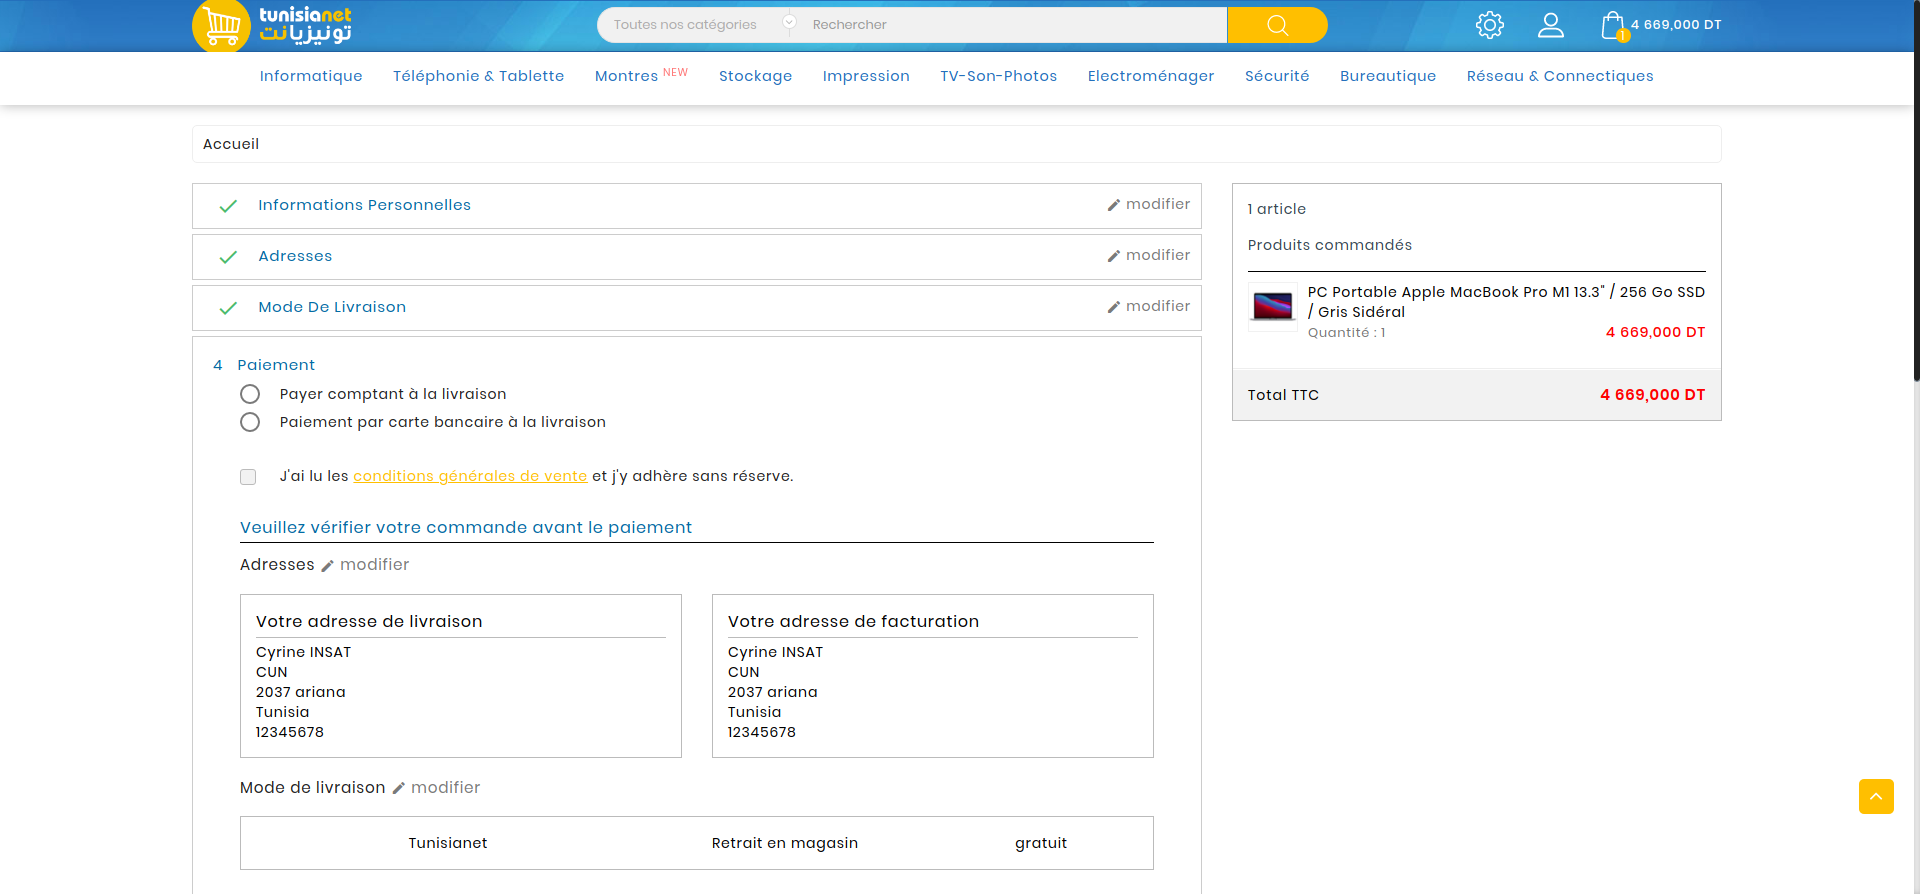 tunisianet
تونيزيانت
Toutes nos catégories
Rechercher
1
4 669,000 DT
Informatique
Téléphonie & Tablette
Montres NEW
Stockage
Impression
TV-Son-Photos
Electroménager
Sécurité
Bureautique
Réseau & Connectiques
Accueil
Informations Personnelles
modifier
Adresses
modifier
Mode De Livraison
modifier
4 Paiement
Payer comptant à la livraison
Paiement par carte bancaire à la livraison
J'ai lu les conditions générales de vente et j'y adhère sans réserve.
Veuillez vérifier votre commande avant le paiement
Adresses modifier
Votre adresse de livraison
Cyrine INSAT
CUN
2037 ariana
Tunisia
12345678
Votre adresse de facturation
Cyrine INSAT
CUN
2037 ariana
Tunisia
12345678
Mode de livraison modifier
Tunisianet
Retrait en magasin
gratuit
1 article
Produits commandés
PC Portable Apple MacBook Pro M1 13.3" / 256 Go SSD
/ Gris Sidéral
Quantité : 1
4 669,000 DT
Total TTC
4 669,000 DT